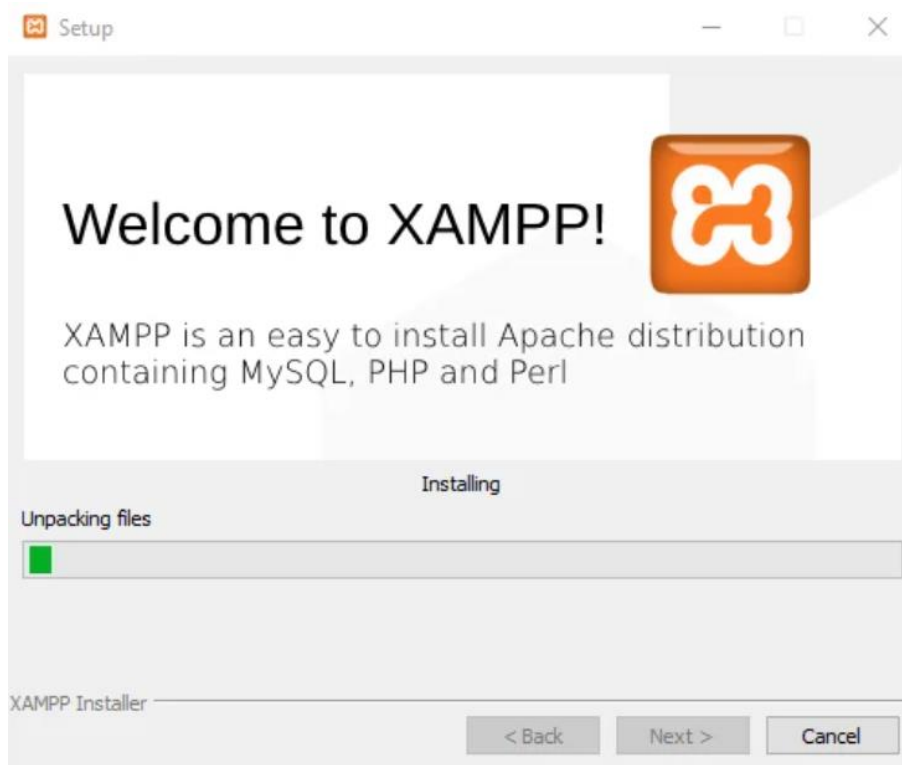 Setup
Welcome to XAMPP!
XAMPP is an easy to install Apache distribution
containing MySQL, PHP and Perl
Installing
Unpacking files
XAMPP Installer
< Back
Next >
Cancel